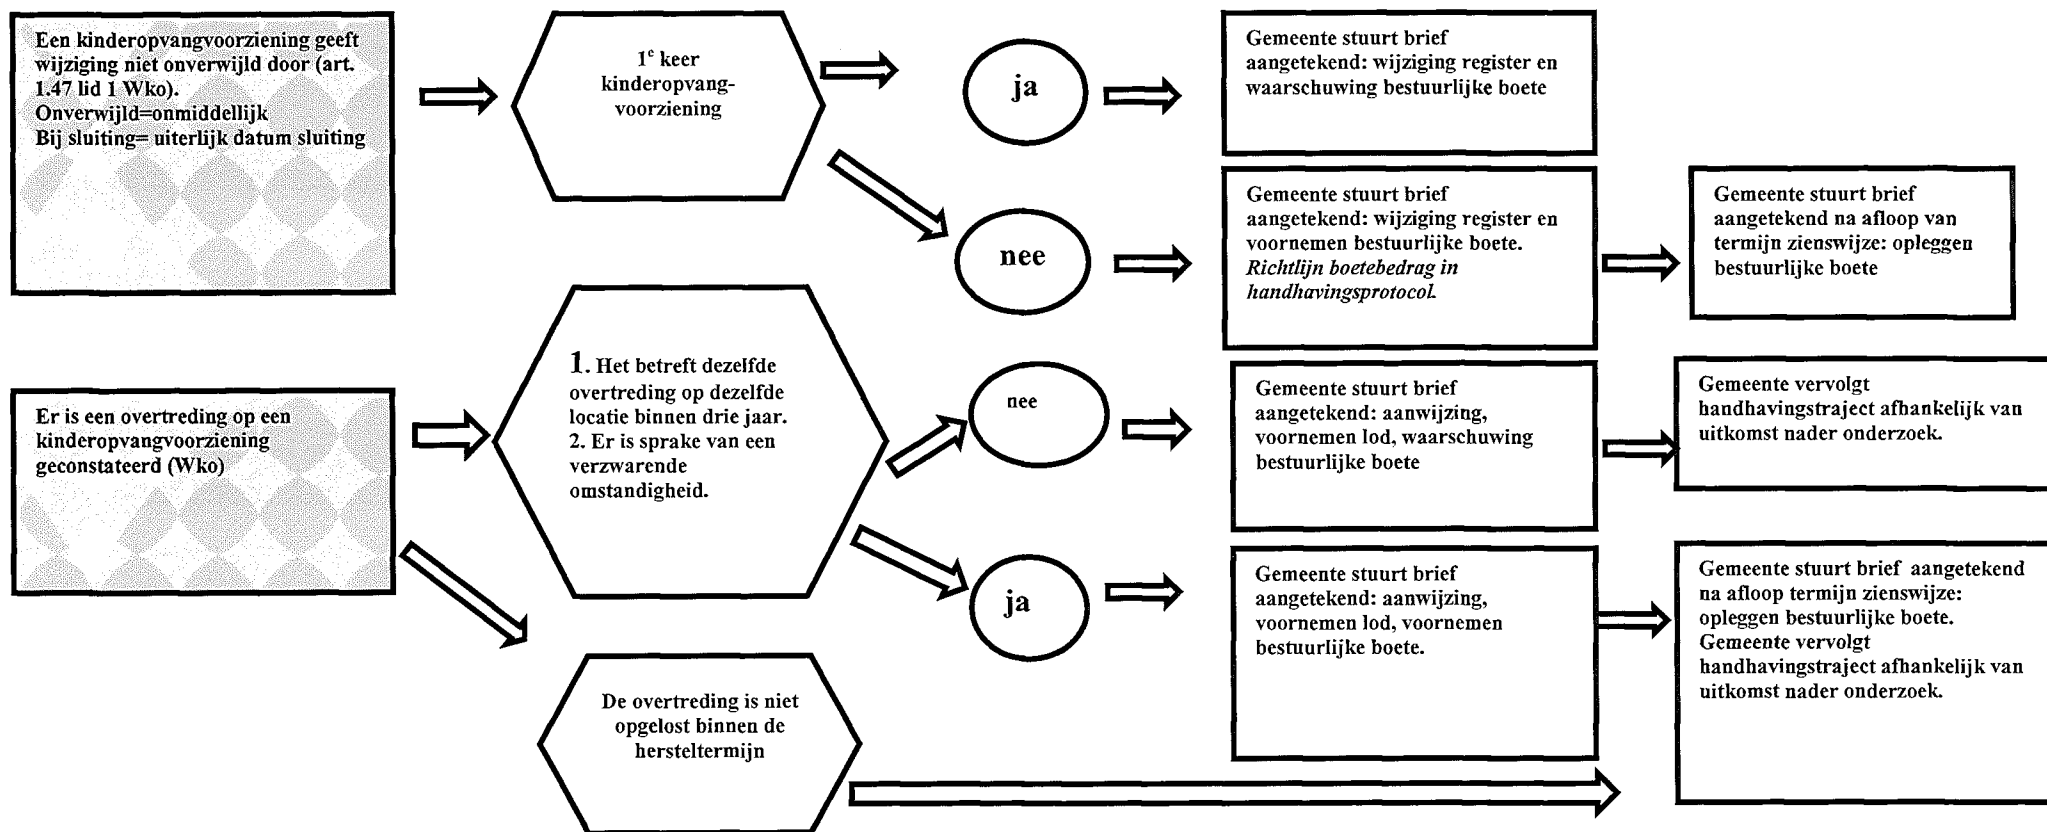 Een kinderopvangvoorziening geeft
wijziging niet onverwijld door (art.
1.47 lid 1 Wko).
Onverwijld=onmiddellijk
Bij sluiting= uiterlijk datum sluiting
1e keer
kinderopvang-
voorziening
ja
Gemeente stuurt brief
aangetekend: wijziging register en
waarschuwing bestuurlijke boete
nee
Gemeente stuurt brief
aangetekend: wijziging register en
voornemen bestuurlijke boete.
Richtlijn boetebedrag in
handhavingsprotocol.
Gemeente stuurt brief
aangetekend na afloop van
termijn zienswijze: opleggen
bestuurlijke boete
Er is een overtreding op een
kinderopvangvoorziening
geconstateerd (Wko)
1. Het betreft dezelfde
overtreding op dezelfde
locatie binnen drie jaar.
2. Er is sprake van een
verzwarende
omstandigheid.
nee
Gemeente stuurt brief
aangetekend: aanwijzing,
voornemen lod, waarschuwing
bestuurlijke boete
Gemeente vervolgt
handhavingstraject afhankelijk van
uitkomst nader onderzoek.
ja
Gemeente stuurt brief
aangetekend: aanwijzing,
voornemen lod, voornemen
bestuurlijke boete.
Gemeente stuurt brief aangetekend
na afloop termijn zienswijze:
opleggen bestuurlijke boete.
Gemeente vervolgt
handhavingstraject afhankelijk van
uitkomst nader onderzoek.
De overtreding is niet
opgelost binnen de
hersteltermijn